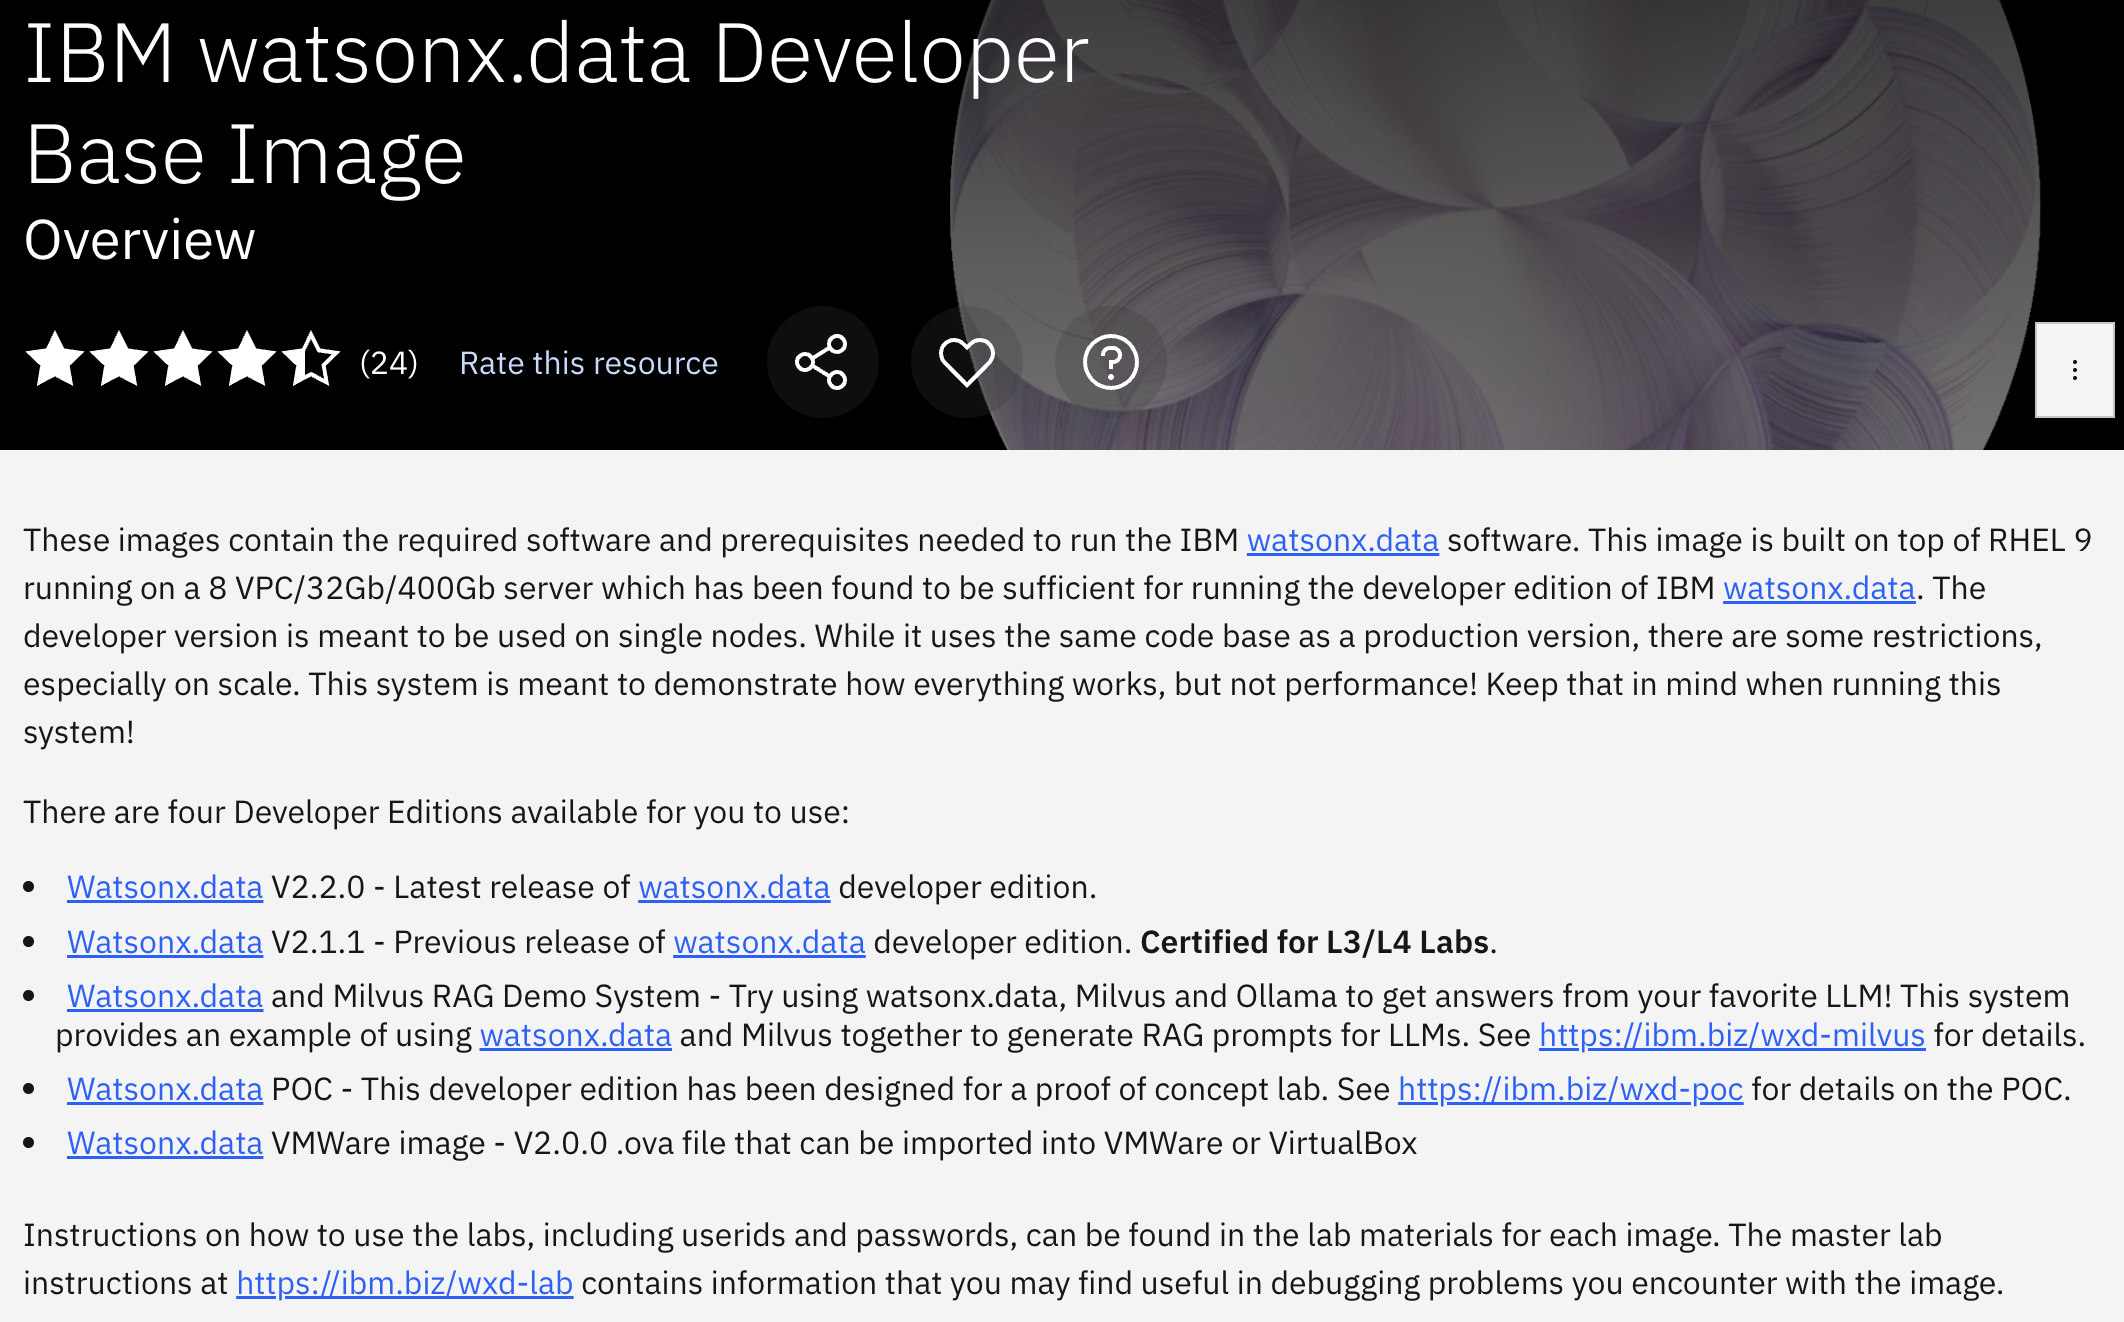 IBM watsonx.data Developer
Base Image
Overview
(24) Rate this resource
These images contain the required software and prerequisites needed to run the IBM watsonx.data software. This image is built on top of RHEL 9
running on a 8 VPC/32Gb/400Gb server which has been found to be sufficient for running the developer edition of IBM watsonx.data. The
developer version is meant to be used on single nodes. While it uses the same code base as a production version, there are some restrictions,
especially on scale. This system is meant to demonstrate how everything works, but not performance! Keep that in mind when running this
system!
There are four Developer Editions available for you to use:
• Watsonx.data V2.2.0 - Latest release of watsonx.data developer edition.
• Watsonx.data V2.1.1 - Previous release of watsonx.data developer edition. Certified for L3/L4 Labs.
• Watsonx.data and Milvus RAG Demo System - Try using watsonx.data, Milvus and Ollama to get answers from your favorite LLM! This system
provides an example of using watsonx.data and Milvus together to generate RAG prompts for LLMs. See https://ibm.biz/wxd-milvus for details.
• Watsonx.data POC - This developer edition has been designed for a proof of concept lab. See https://ibm.biz/wxd-poc for details on the POC.
• Watsonx.data VMWare image - V2.0.0 .ova file that can be imported into VMWare or VirtualBox
Instructions on how to use the labs, including userids and passwords, can be found in the lab materials for each image. The master lab
instructions at https://ibm.biz/wxd-lab contains information that you may find useful in debugging problems you encounter with the image.